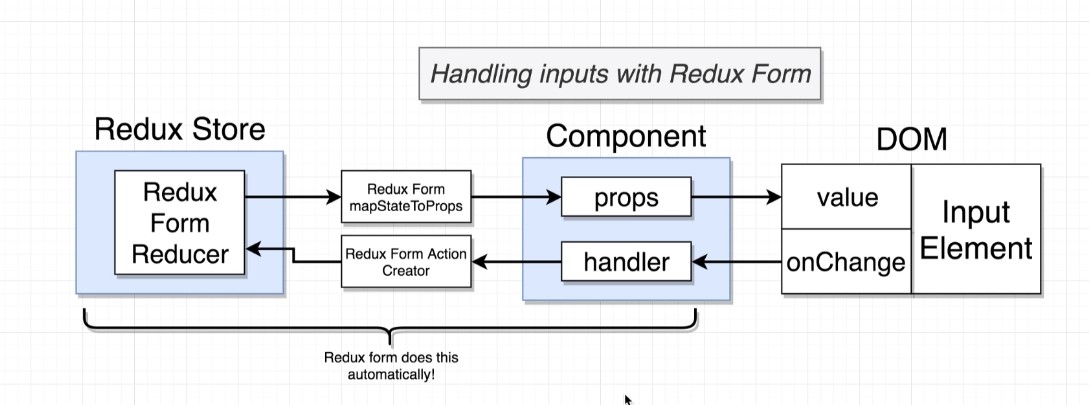 Handling inputs with Redux Form
Redux Store
Component
DOM
Redux
Form
Reducer
Redux Form
mapStateToProps
Redux Form Action
Creator
props
handler
value
onChange
Input
Element
Redux form does this
automatically!